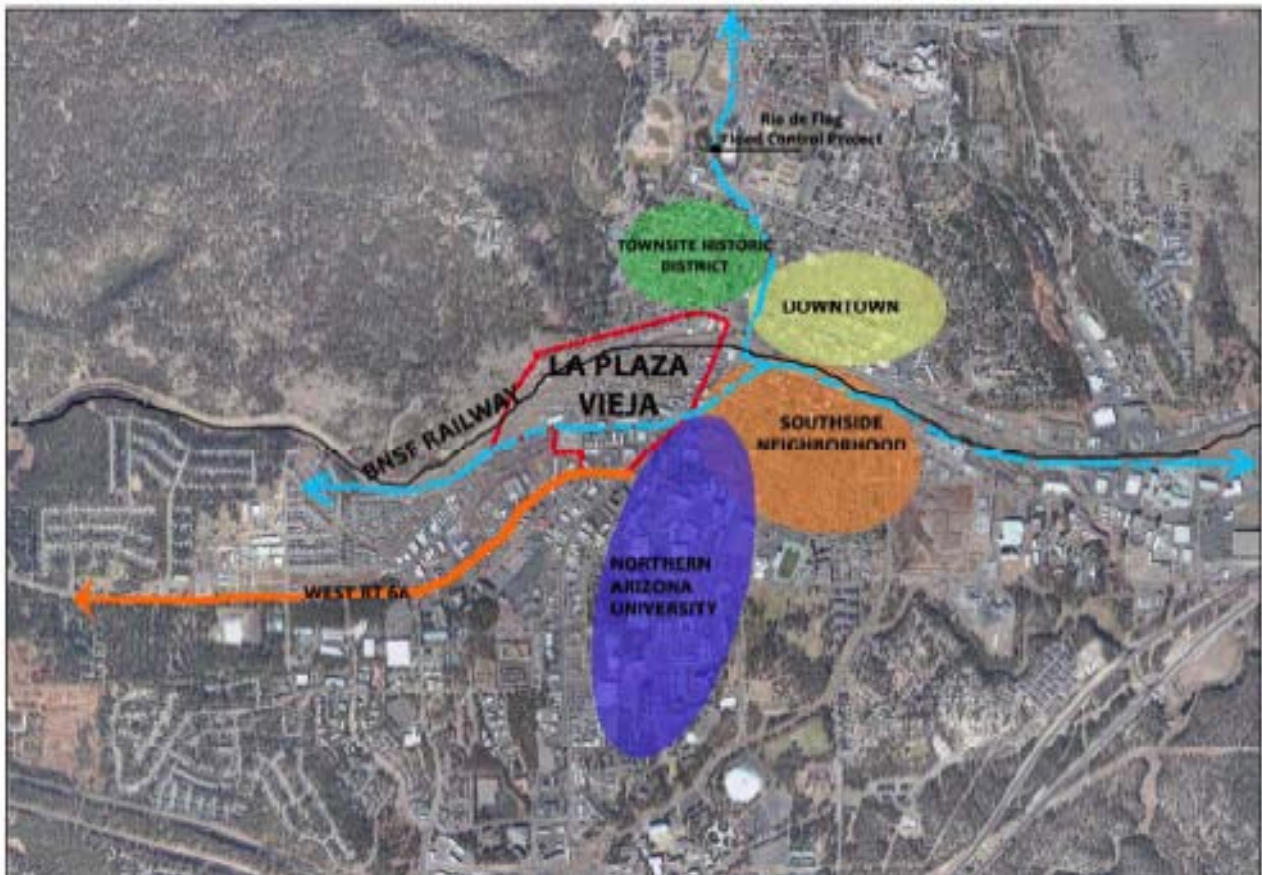 Rio de Flag
Flood Control Project
TOWNSITE HISTORIC
DISTRICT
DOWNTOWN
LA PLAZA
VIEJA
BNSF RAILWAY
SOUTHSIDE
NEIGHBORHOOD
NORTHERN
ARIZONA
UNIVERSITY
WEST RT 66